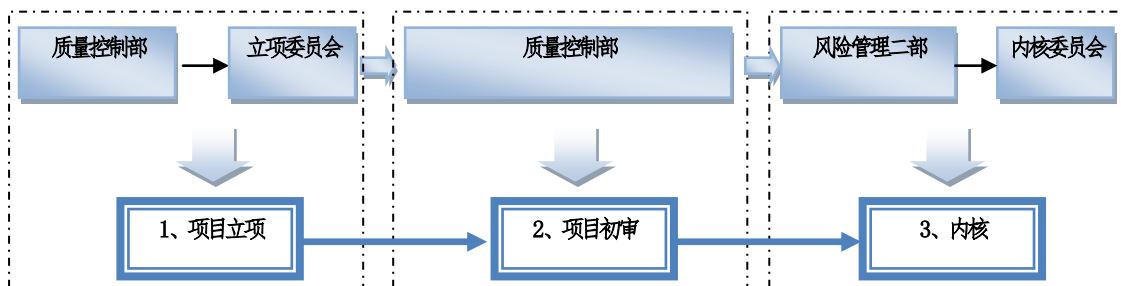 质量控制部
立项委员会
质量控制部
风险管理二部
内核委员会
1、项目立项
2、项目初审
3、内核